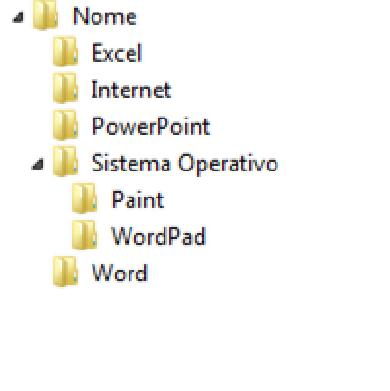 Nome
Excel
Internet
PowerPoint
Sistema Operativo
Paint
WordPad
Word